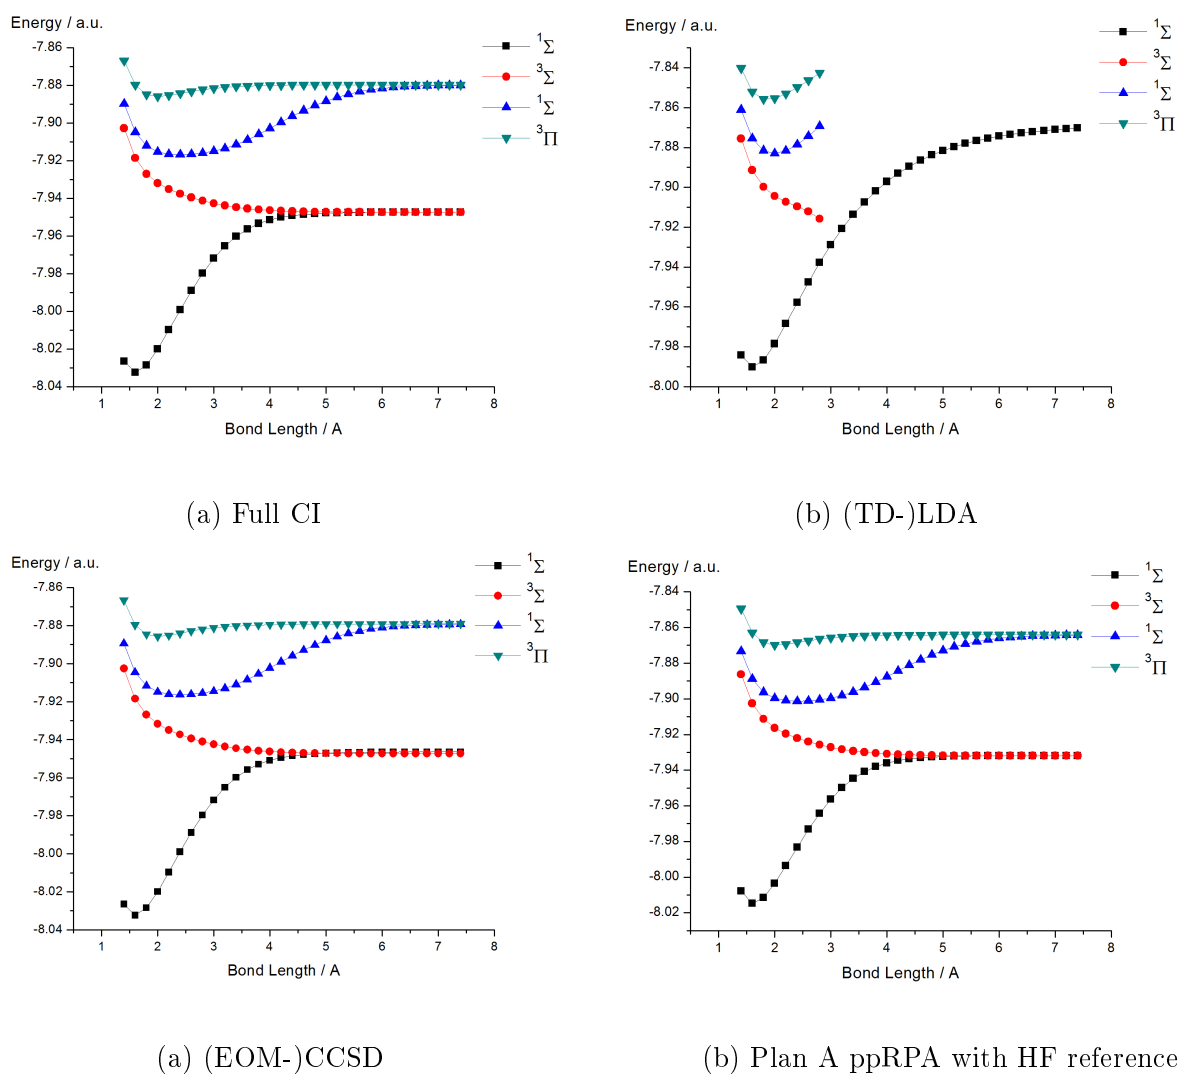 Energy / a.u.
¹Σ
³Σ
¹Σ
³Π
-7.86
-7.88
-7.90
-7.92
-7.94
-7.96
-7.98
-8.00
-8.02
-8.04
1 2 3 4 5 6 7 8
Bond Length / A
(a) Full CI
Energy / a.u.
¹Σ
³Σ
¹Σ
³Π
-7.84
-7.86
-7.88
-7.90
-7.92
-7.94
-7.96
-7.98
-8.00
1 2 3 4 5 6 7 8
Bond Length / A
(b) (TD-)LDA
Energy / a.u.
¹Σ
³Σ
¹Σ
³Π
-7.86
-7.88
-7.90
-7.92
-7.94
-7.96
-7.98
-8.00
-8.02
-8.04
1 2 3 4 5 6 7 8
Bond Length / A
(a) (EOM-)CCSD
Energy / a.u.
¹Σ
³Σ
¹Σ
³Π
-7.84
-7.86
-7.88
-7.90
-7.92
-7.94
-7.96
-7.98
-8.00
-8.02
1 2 3 4 5 6 7 8
Bond Length / A
(b) Plan A ppRPA with HF reference